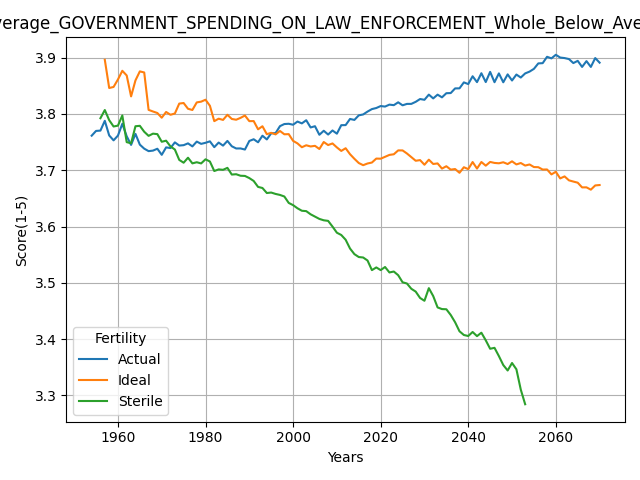 verage_GOVERNMENT_SPENDING_ON_LAW_ENFORCEMENT_Whole_Below_Ave
3.9
3.8
3.7
3.6
3.5
3.4
3.3
Score(1-5)
Fertility
Actual
Ideal
Sterile
1960 1980 2000 2020 2040 2060
Years